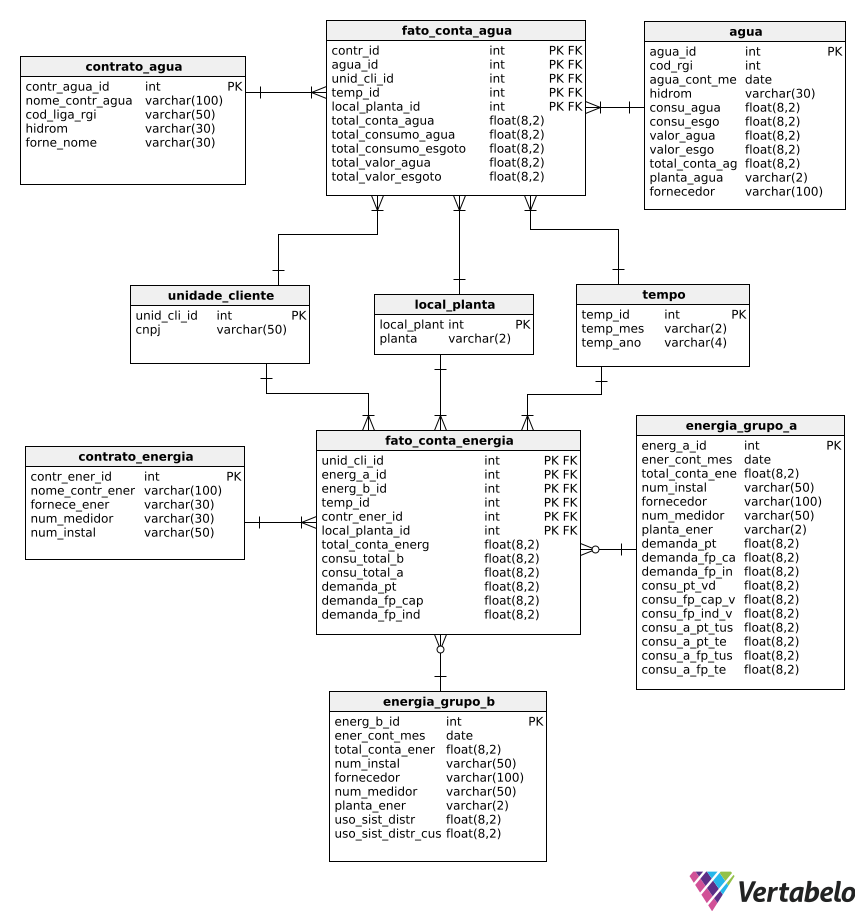 fato_conta_agua
contr_id int PK FK
agua_id int PK FK
unid_cli_id int PK FK
temp_id int PK FK
local_planta_id int PK FK
total_conta_agua float(8,2)
total_consumo_agua float(8,2)
total_consumo_esgoto float(8,2)
total_valor_agua float(8,2)
total_valor_esgoto float(8,2)
agua
agua_id int PK
cod_rgi int
agua_cont_me date
hidrom varchar(30)
consu_agua float(8,2)
consu_esgo float(8,2)
valor_agua float(8,2)
valor_esgo float(8,2)
total_conta_ag float(8,2)
planta_agua varchar(2)
fornecedor varchar(100)
contrato_agua
contr_agua_id int PK
nome_contr_agua varchar(100)
cod_liga_rgi varchar(50)
hidrom varchar(30)
forne_nome varchar(30)
unidade_cliente
unid_cli_id int PK
cnpj varchar(50)
local_planta
local_plant int PK
planta varchar(2)
tempo
temp_id int PK
temp_mes varchar(2)
temp_ano varchar(4)
contrato_energia
contr_ener_id int PK
nome_contr_ener varchar(100)
fornece_ener varchar(30)
num_medidor varchar(30)
num_instal varchar(50)
fato_conta_energia
unid_cli_id int PK FK
energ_a_id int PK FK
energ_b_id int PK FK
temp_id int PK FK
contr_ener_id int PK FK
local_planta_id int PK FK
total_conta_energ float(8,2)
consu_total_b float(8,2)
consu_total_a float(8,2)
demanda_pt float(8,2)
demanda_fp_cap float(8,2)
demanda_fp_ind float(8,2)
energia_grupo_a
energ_a_id int PK
ener_cont_mes date
total_conta_ene float(8,2)
num_instal varchar(50)
fornecedor varchar(100)
num_medidor varchar(50)
planta_ener varchar(2)
demanda_pt float(8,2)
demanda_fp_ca float(8,2)
demanda_fp_in float(8,2)
consu_pt_vd float(8,2)
consu_fp_cap_v float(8,2)
consu_fp_ind_v float(8,2)
consu_a_pt_tus float(8,2)
consu_a_pt_te float(8,2)
consu_a_fp_tus float(8,2)
consu_a_fp_te float(8,2)
energia_grupo_b
energ_b_id int PK
ener_cont_mes date
total_conta_ener float(8,2)
num_instal varchar(50)
fornecedor varchar(100)
num_medidor varchar(50)
planta_ener varchar(2)
uso_sist_distr float(8,2)
uso_sist_distr_cus float(8,2)
Vertabelo